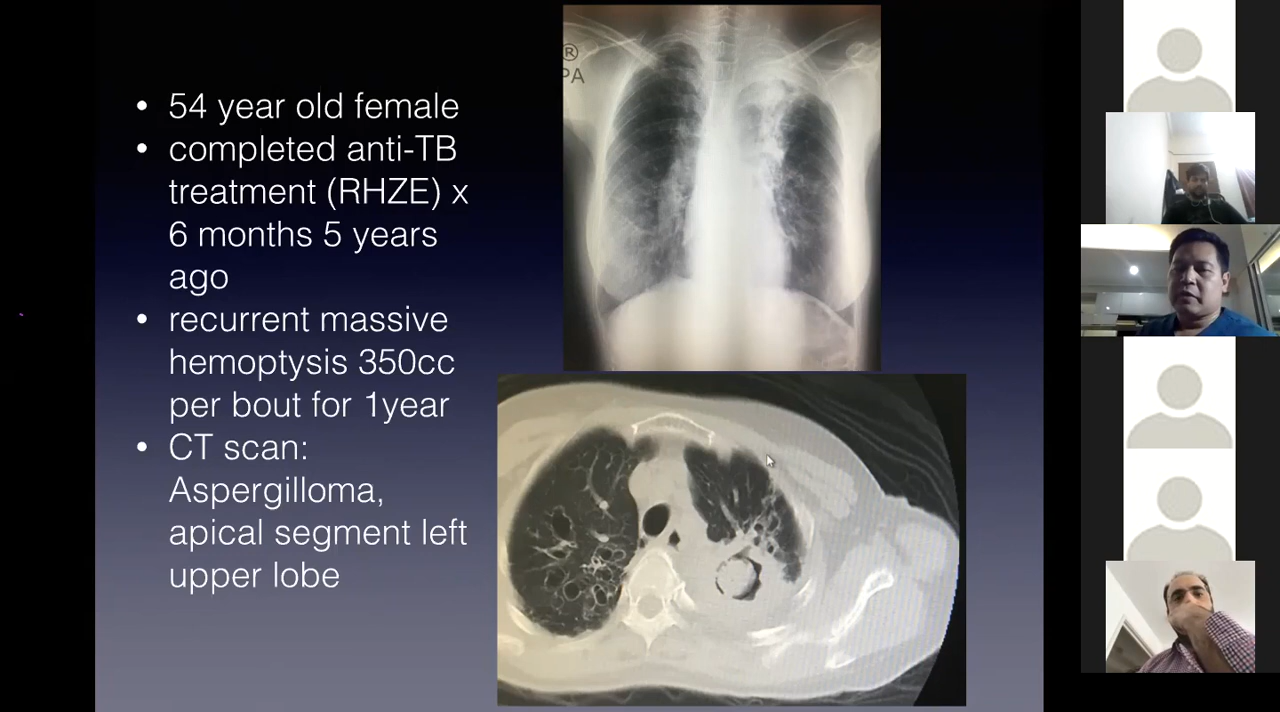 • 54 year old female
• completed anti-TB
treatment (RHZE) x
6 months 5 years
ago
• recurrent massive
hemoptysis 350cc
per bout for 1year
• CT scan:
Aspergilloma,
apical segment left
upper lobe
®
PA